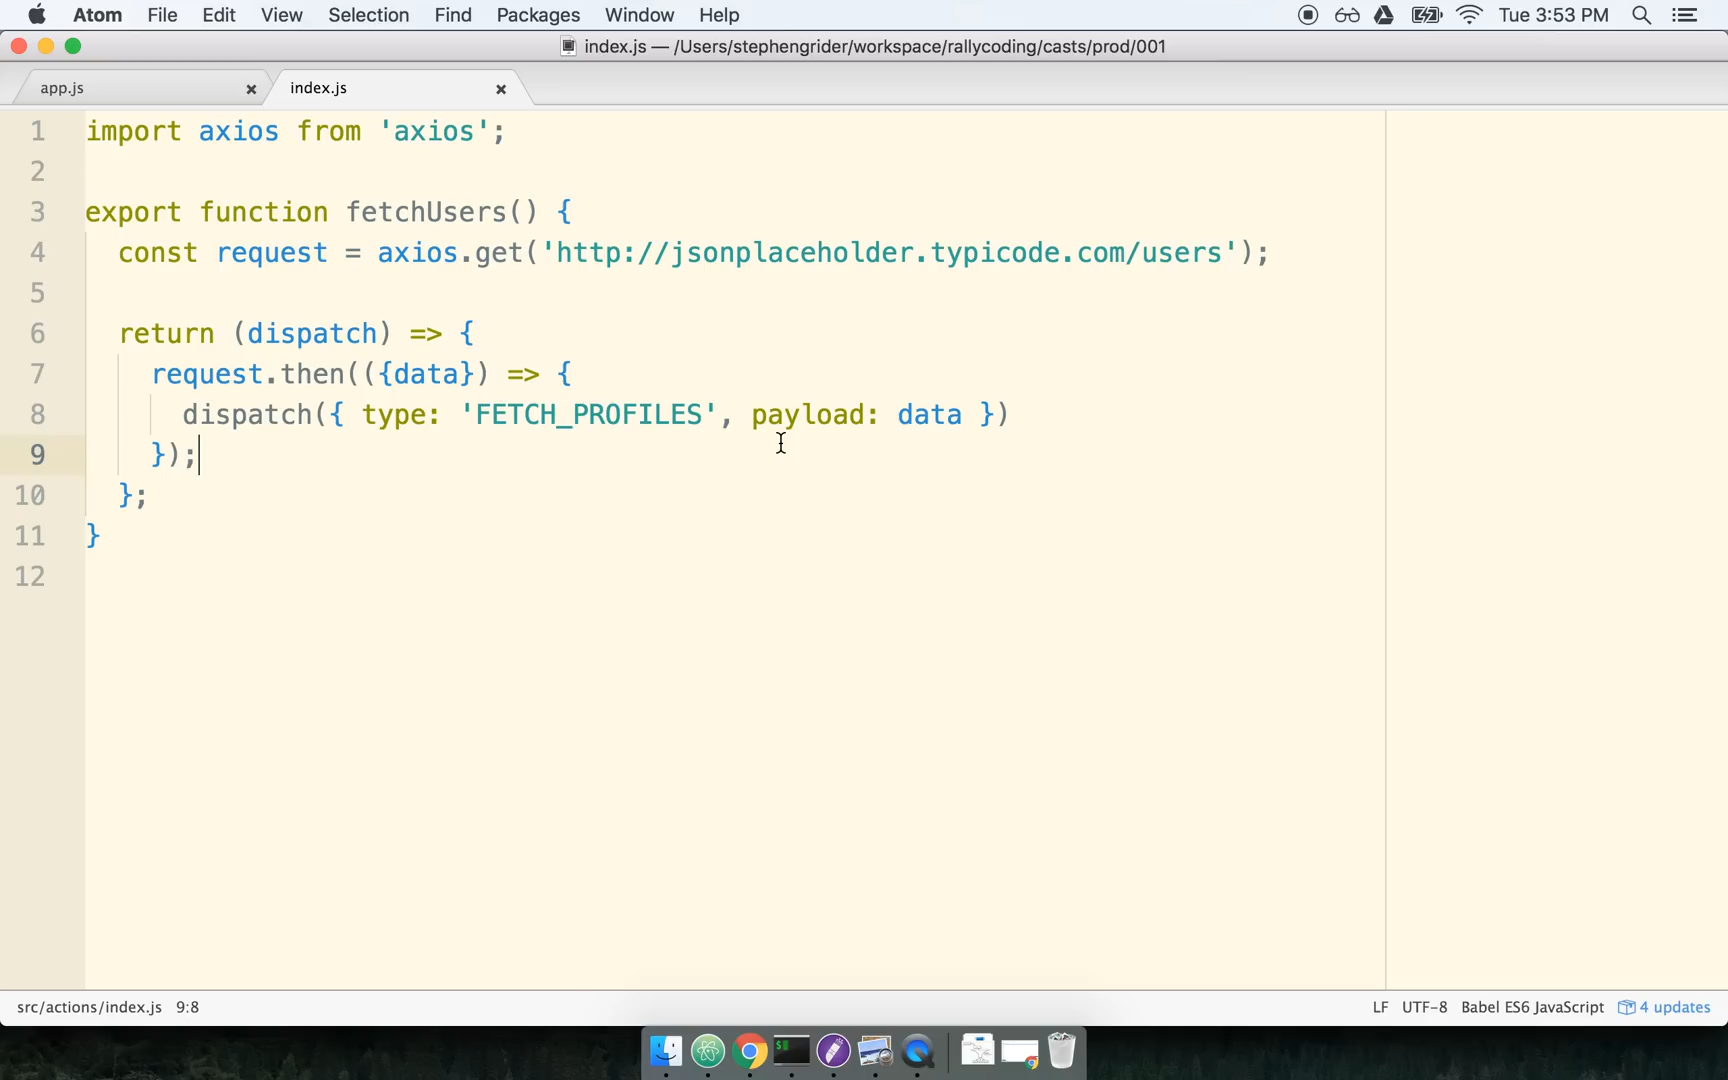 Atom File Edit View Selection Find Packages Window Help Tue 3:53 PM
index.js — /Users/stephengrider/workspace/rallycoding/casts/prod/001
app.js index.js
1 import axios from 'axios';
2
3 export function fetchUsers() {
4 const request = axios.get('http://jsonplaceholder.typicode.com/users');
5
6 return (dispatch) => {
7 request.then(({data}) => {
8 dispatch({ type: 'FETCH_PROFILES', payload: data })
9 });
10 };
11 }
12
src/actions/index.js 9:8 LF UTF-8 Babel ES6 JavaScript 4 updates